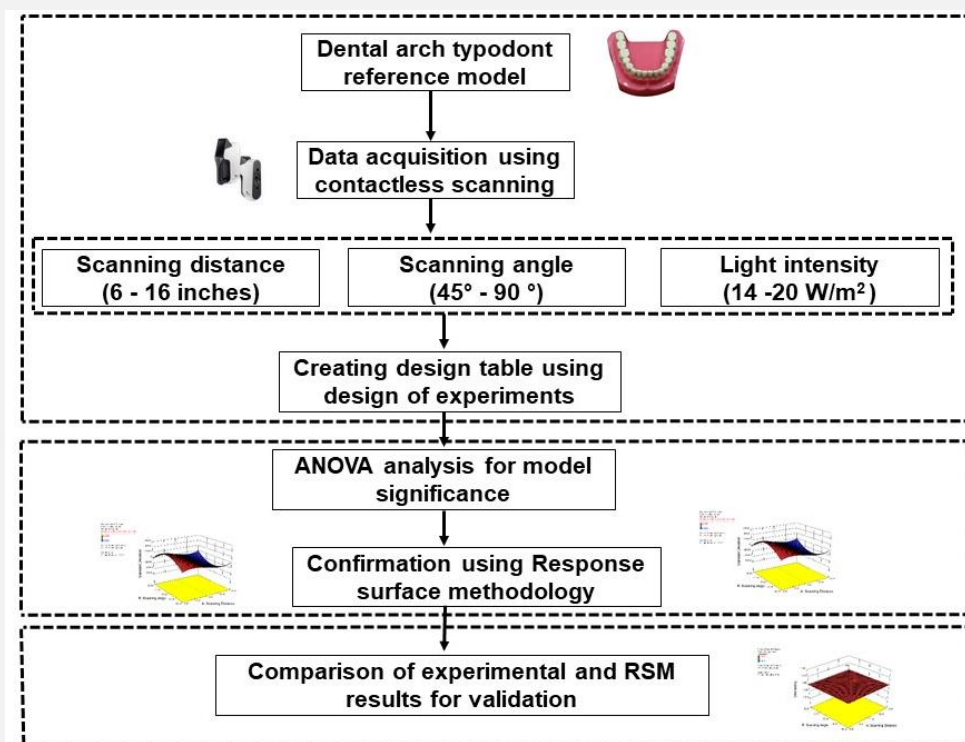 Dental arch typodont
reference model
Data acquisition using
contactless scanning
Scanning distance
(6 - 16 inches)
Scanning angle
(45° - 90 °)
Light intensity
(14 -20 W/m²)
Creating design table using
design of experiments
ANOVA analysis for model
significance
Confirmation using Response
surface methodology
Comparison of experimental and RSM
results for validation